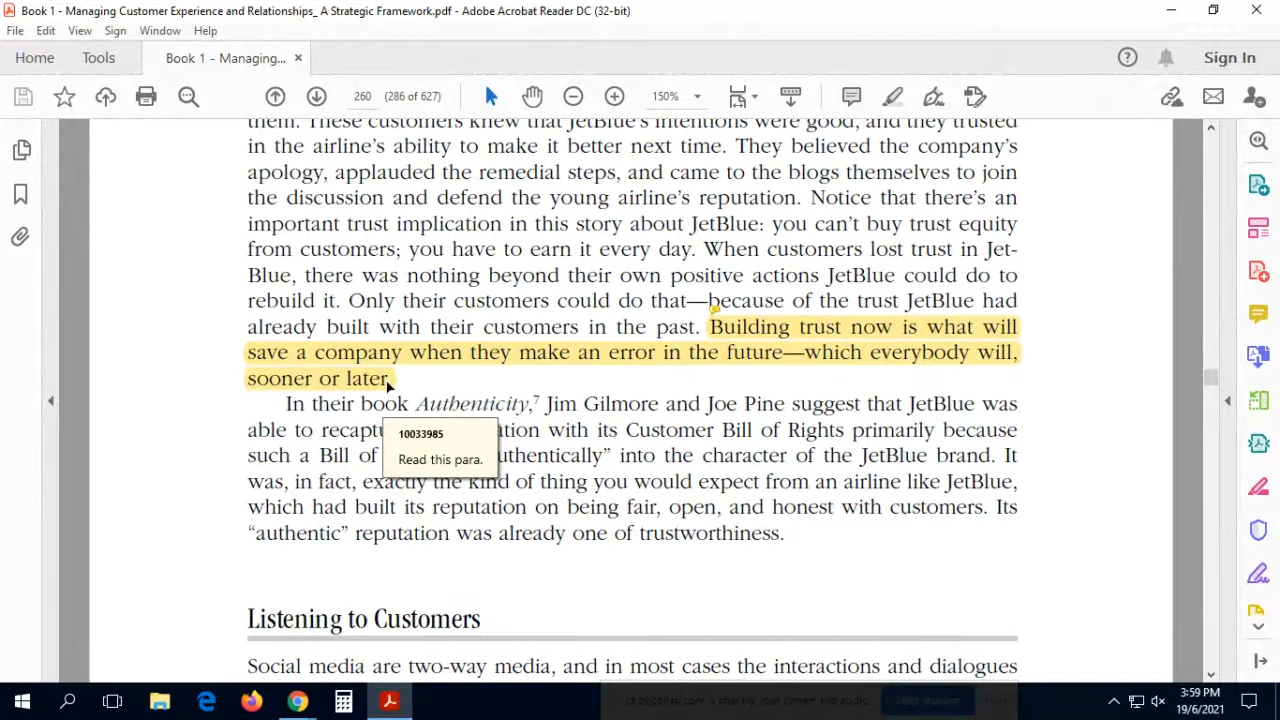 Book 1 - Managing Customer Experience and Relationships_ A Strategic Framework.pdf - Adobe Acrobat Reader DC (32-bit)
File Edit View Sign Window Help
Home Tools Book 1 - Managing... × Sign In
260 (286 of 627) 150%
them. These customers knew that JetBlue's intentions were good, and they trusted
in the airline's ability to make it better next time. They believed the company's
apology, applauded the remedial steps, and came to the blogs themselves to join
the discussion and defend the young airline's reputation. Notice that there's an
important trust implication in this story about JetBlue: you can't buy trust equity
from customers; you have to earn it every day. When customers lost trust in Jet-
Blue, there was nothing beyond their own positive actions JetBlue could do to
rebuild it. Only their customers could do that—because of the trust JetBlue had
already built with their customers in the past. Building trust now is what will
save a company when they make an error in the future—which everybody will,
sooner or later.
In their book Authenticity,7 Jim Gilmore and Joe Pine suggest that JetBlue was
able to recaptu ation with its Customer Bill of Rights primarily because
such a Bill of uthentically” into the character of the JetBlue brand. It
was, in fact, exactly the kind of thing you would expect from an airline like JetBlue,
which had built its reputation on being fair, open, and honest with customers. Its
“authentic” reputation was already one of trustworthiness.
10033985
Read this para.
Listening to Customers
Social media are two-way media, and in most cases the interactions and dialogues
3:59 PM
19/6/2021